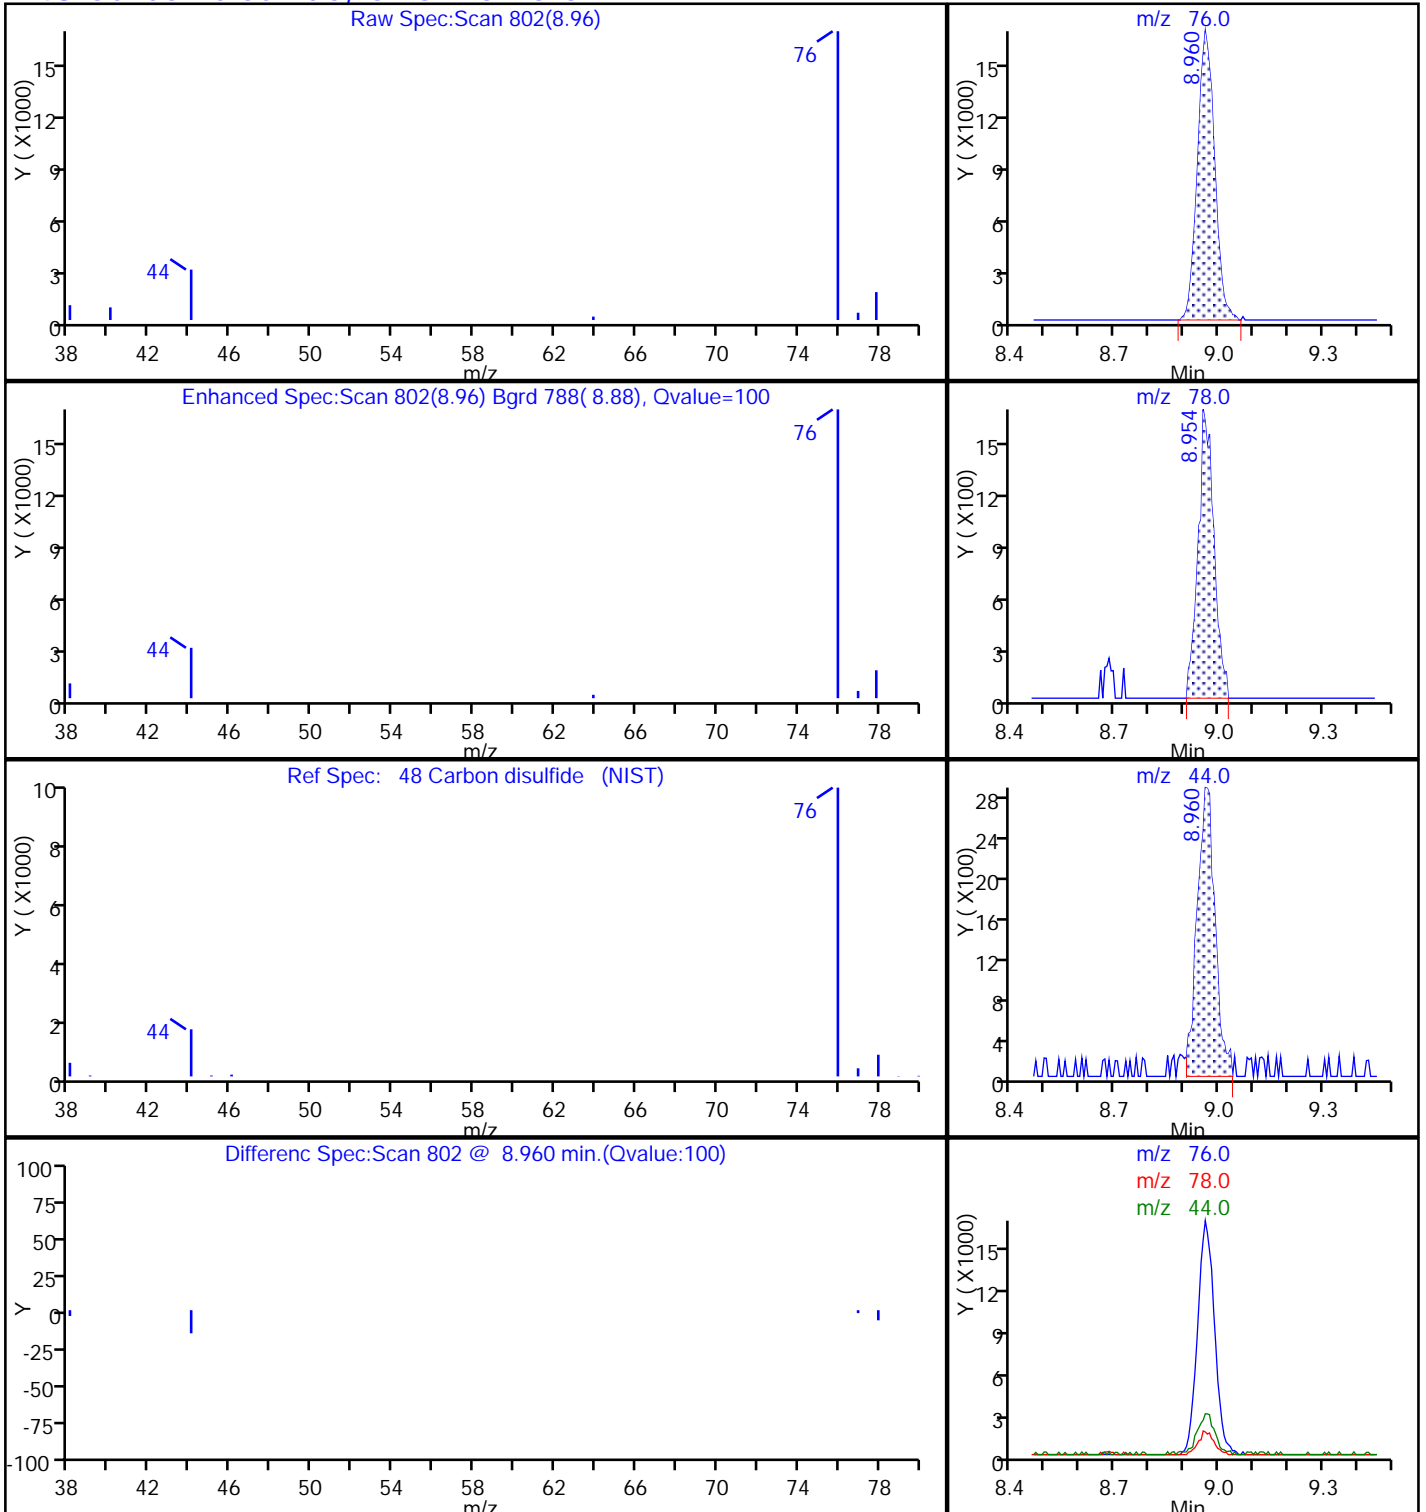 Raw Spec:Scan 802(8.96)
Y ( X1000)
15
12
9
6
3
0
76
44
38 42 46 50 54 58 62 66 70 74 78
m/z
m/z 76.0
Y ( X1000)
15
12
9
6
3
0
8.960
8.4 8.7 9.0 9.3
Min
Enhanced Spec:Scan 802(8.96) Bgrd 788( 8.88), Qvalue=100
Y ( X1000)
15
12
9
6
3
0
76
44
38 42 46 50 54 58 62 66 70 74 78
m/z
m/z 78.0
Y ( X100)
15
12
9
6
3
0
8.954
8.4 8.7 9.0 9.3
Min
Ref Spec: 48 Carbon disulfide (NIST)
Y ( X1000)
10
8
6
4
2
0
76
44
38 42 46 50 54 58 62 66 70 74 78
m/z
m/z 44.0
Y ( X100)
28
24
20
16
12
8
4
0
8.960
8.4 8.7 9.0 9.3
Min
Differenc Spec:Scan 802 @ 8.960 min.(Qvalue:100)
Y
100
75
50
25
0
-25
-50
-75
-100
38 42 46 50 54 58 62 66 70 74 78
m/z
m/z 76.0
m/z 78.0
m/z 44.0
Y ( X1000)
15
12
9
6
3
0
8.4 8.7 9.0 9.3
Min